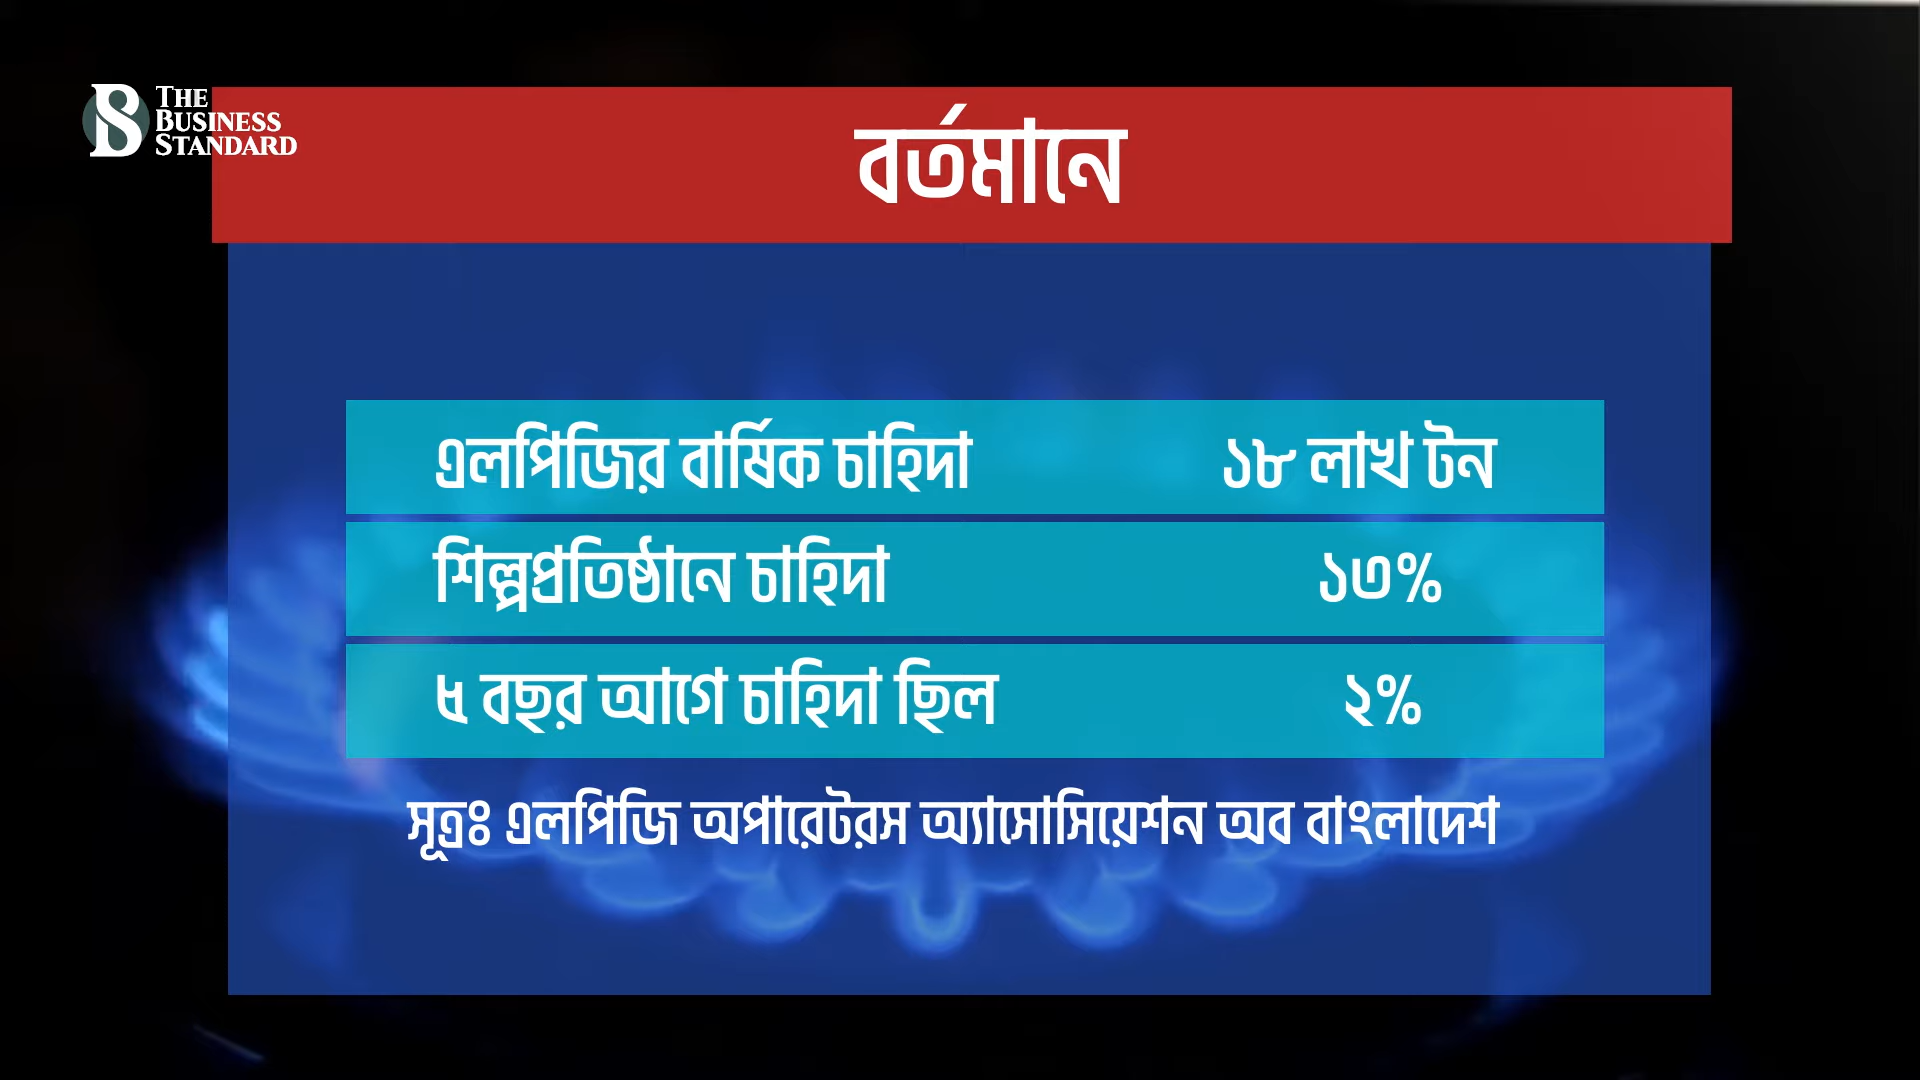 THE
BUSINESS
STANDARD
বর্তমানে
এলপিজির বার্ষিক চাহিদা ১৮ লাখ টন
শিল্পপ্রতিষ্ঠানে চাহিদা ১৩%
৫ বছর আগে চাহিদা ছিল ২%
সূত্রঃ এলপিজি অপারেটরস অ্যাসোসিয়েশন অব বাংলাদেশ